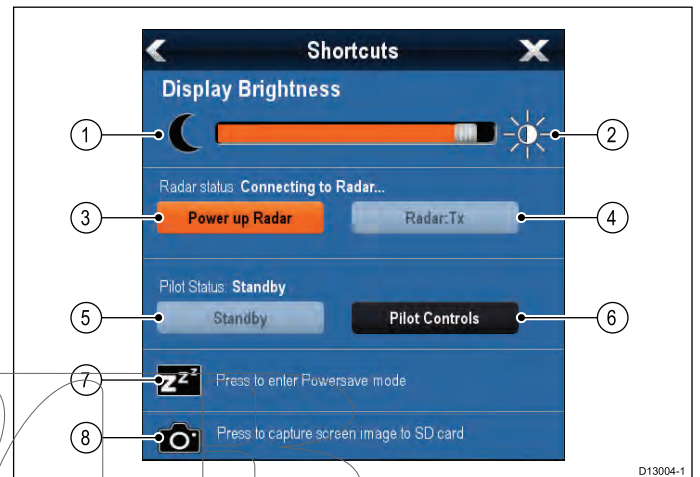 Shortcuts
Display Brightness
1
2
Radar status: Connecting to Radar...
3
Power up Radar
Radar:Tx
4
Pilot Status: Standby
5
Standby
Pilot Controls
6
7
zzz
Press to enter Powersave mode
8
Press to capture screen image to SD card
D13004-1